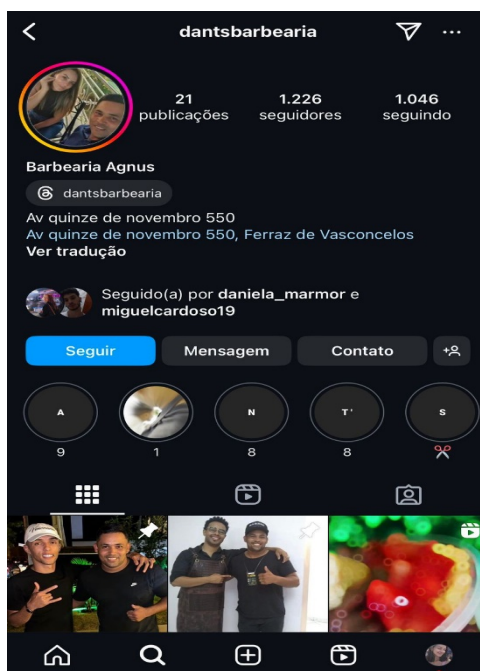 dantsbarbearia
21
publicações
1.226
seguidores
1.046
seguindo
Barbearia Agnus
dantsbarbearia
Av quinze de novembro 550
Av quinze de novembro 550, Ferraz de Vasconcelos
Ver tradução
Seguido(a) por daniela_marmor e
miguelcardoso19
Seguir
Mensagem
Contato
A
N
T'
S
9
1
8
8